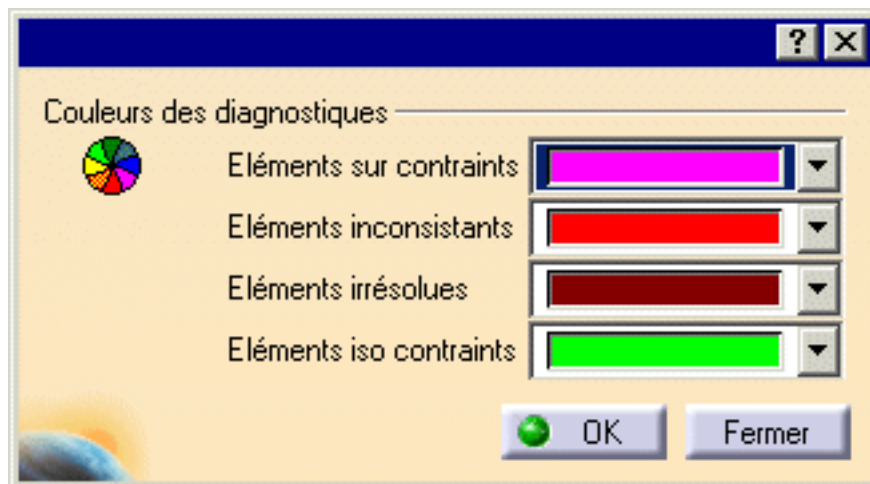 Couleurs des diagnostiques
Eléments sur contraints
Eléments inconsistants
Eléments irrésolues
Eléments iso contraints
OK Fermer